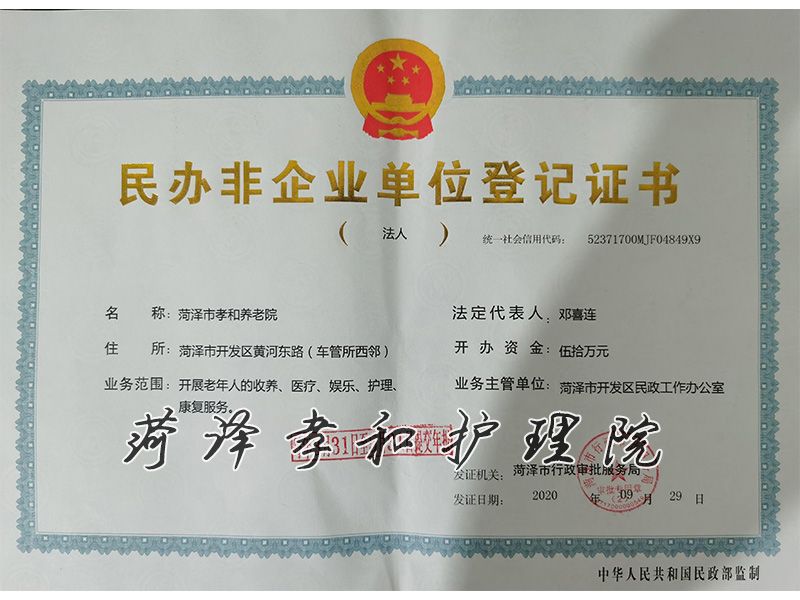 民办非企业单位登记证书
（ 法人 ） 统一社会信用代码： 52371700MJF04849X9
名 称：菏泽市孝和养老院
法定代表人：邓喜连
住 所：菏泽市开发区黄河东路（车管所西邻）
开办资金：伍拾万元
业务范围：开展老年人的收养、医疗、娱乐、护理、
康复服务。
业务主管单位：菏泽市开发区民政工作办公室
菏泽孝和护理院
发证机关：菏泽市行政审批服务局
审批专用章
发证日期：2020 年 09 月 29 日
中华人民共和国民政部监制